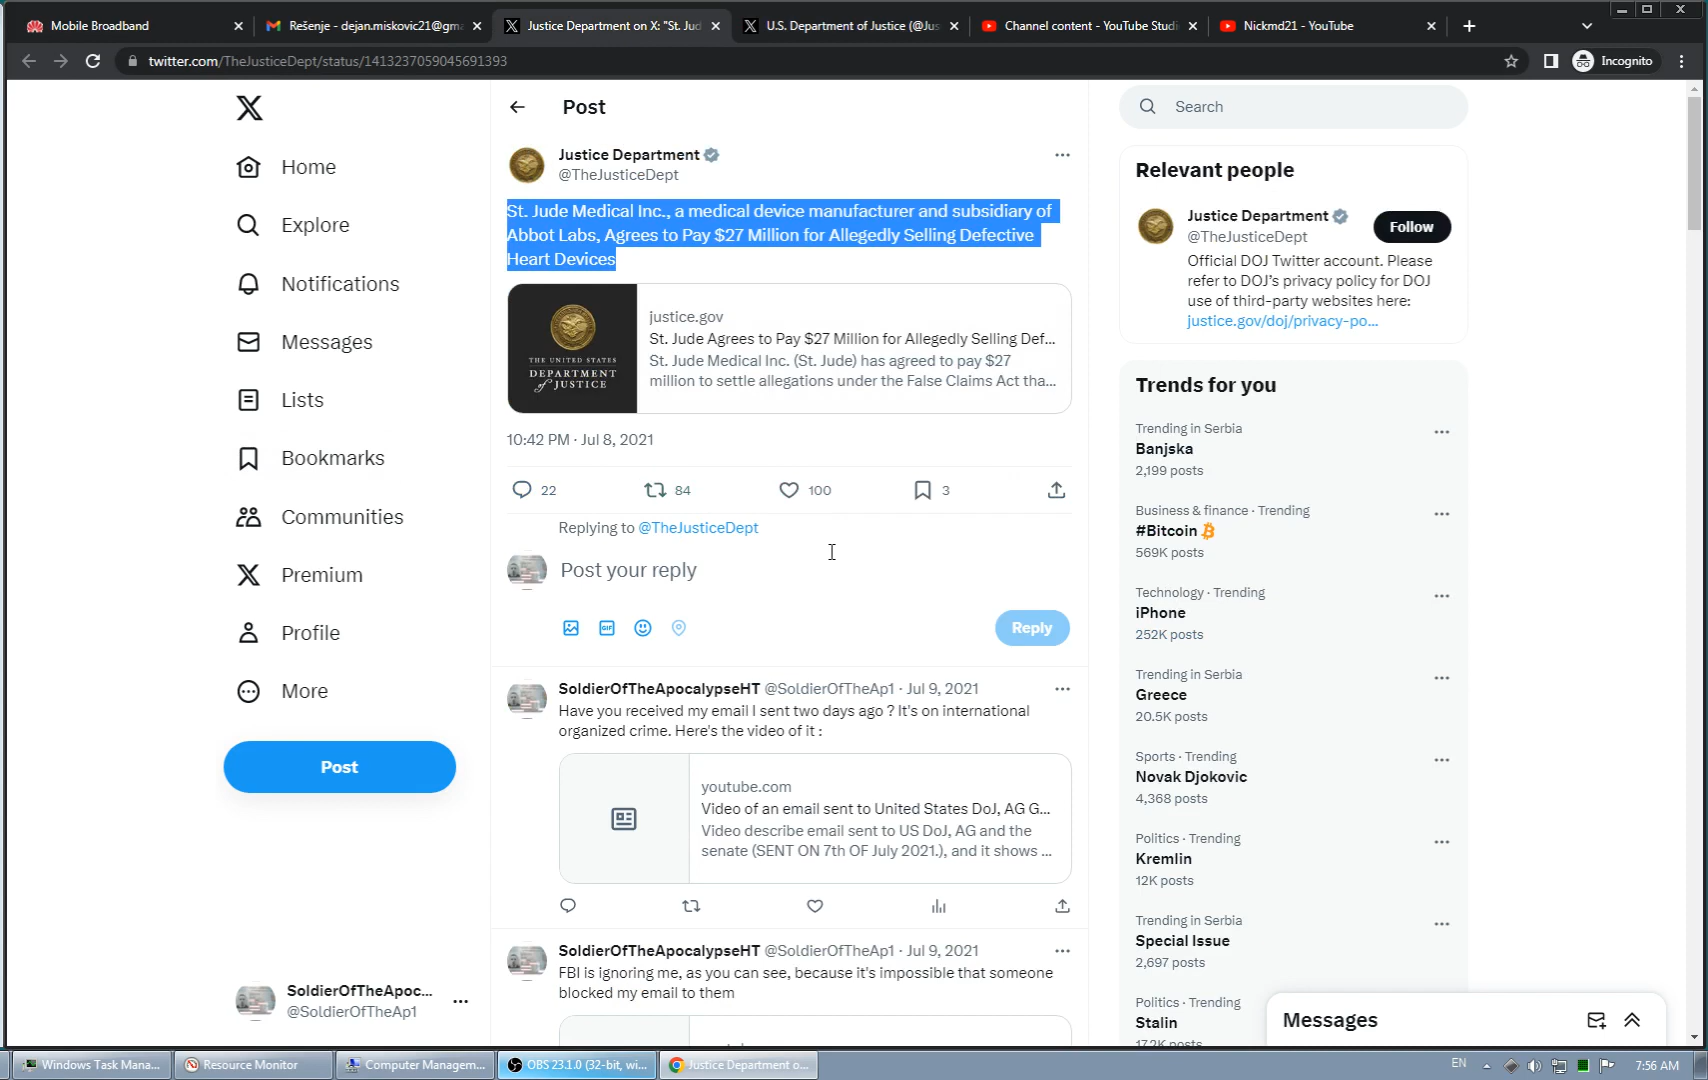 Mobile Broadband
Rešenje - dejan.miskovic21@gma
Justice Department on X: "St. Jud
U.S. Department of Justice (@Jus
Channel content - YouTube Studi
Nickmd21 - YouTube
twitter.com/TheJusticeDept/status/1413237059045691393
Incognito
Home
Explore
Notifications
Messages
Lists
Bookmarks
Communities
Premium
Profile
More
Post
SoldierOfTheApoc...
@SoldierOfTheAp1
Post
Justice Department
@TheJusticeDept
St. Jude Medical Inc., a medical device manufacturer and subsidiary of
Abbot Labs, Agrees to Pay $27 Million for Allegedly Selling Defective
Heart Devices
THE UNITED STATES
DEPARTMENT
of JUSTICE
justice.gov
St. Jude Agrees to Pay $27 Million for Allegedly Selling Def...
St. Jude Medical Inc. (St. Jude) has agreed to pay $27
million to settle allegations under the False Claims Act tha...
10:42 PM · Jul 8, 2021
22
84
100
3
Replying to @TheJusticeDept
Post your reply
GIF
Reply
SoldierOfTheApocalypseHT @SoldierOfTheAp1 · Jul 9, 2021
Have you received my email I sent two days ago ? It's on international
organized crime. Here's the video of it :
youtube.com
Video of an email sent to United States DoJ, AG G...
Video describe email sent to US DoJ, AG and the
senate (SENT ON 7th OF July 2021.), and it shows ...
SoldierOfTheApocalypseHT @SoldierOfTheAp1 · Jul 9, 2021
FBI is ignoring me, as you can see, because it's impossible that someone
blocked my email to them
Search
Relevant people
Justice Department
@TheJusticeDept
Follow
Official DOJ Twitter account. Please
refer to DOJ's privacy policy for DOJ
use of third-party websites here:
justice.gov/doj/privacy-po...
Trends for you
Trending in Serbia
Banjska
2,199 posts
Business & finance · Trending
#Bitcoin
569K posts
Technology · Trending
iPhone
252K posts
Trending in Serbia
Greece
20.5K posts
Sports · Trending
Novak Djokovic
4,368 posts
Politics · Trending
Kremlin
12K posts
Trending in Serbia
Special Issue
2,697 posts
Politics · Trending
Stalin
172K posts
Messages
Windows Task Mana...
Resource Monitor
Computer Managem...
OBS 23.1.0 (32-bit, wi...
Justice Department o...
EN
7:56 AM